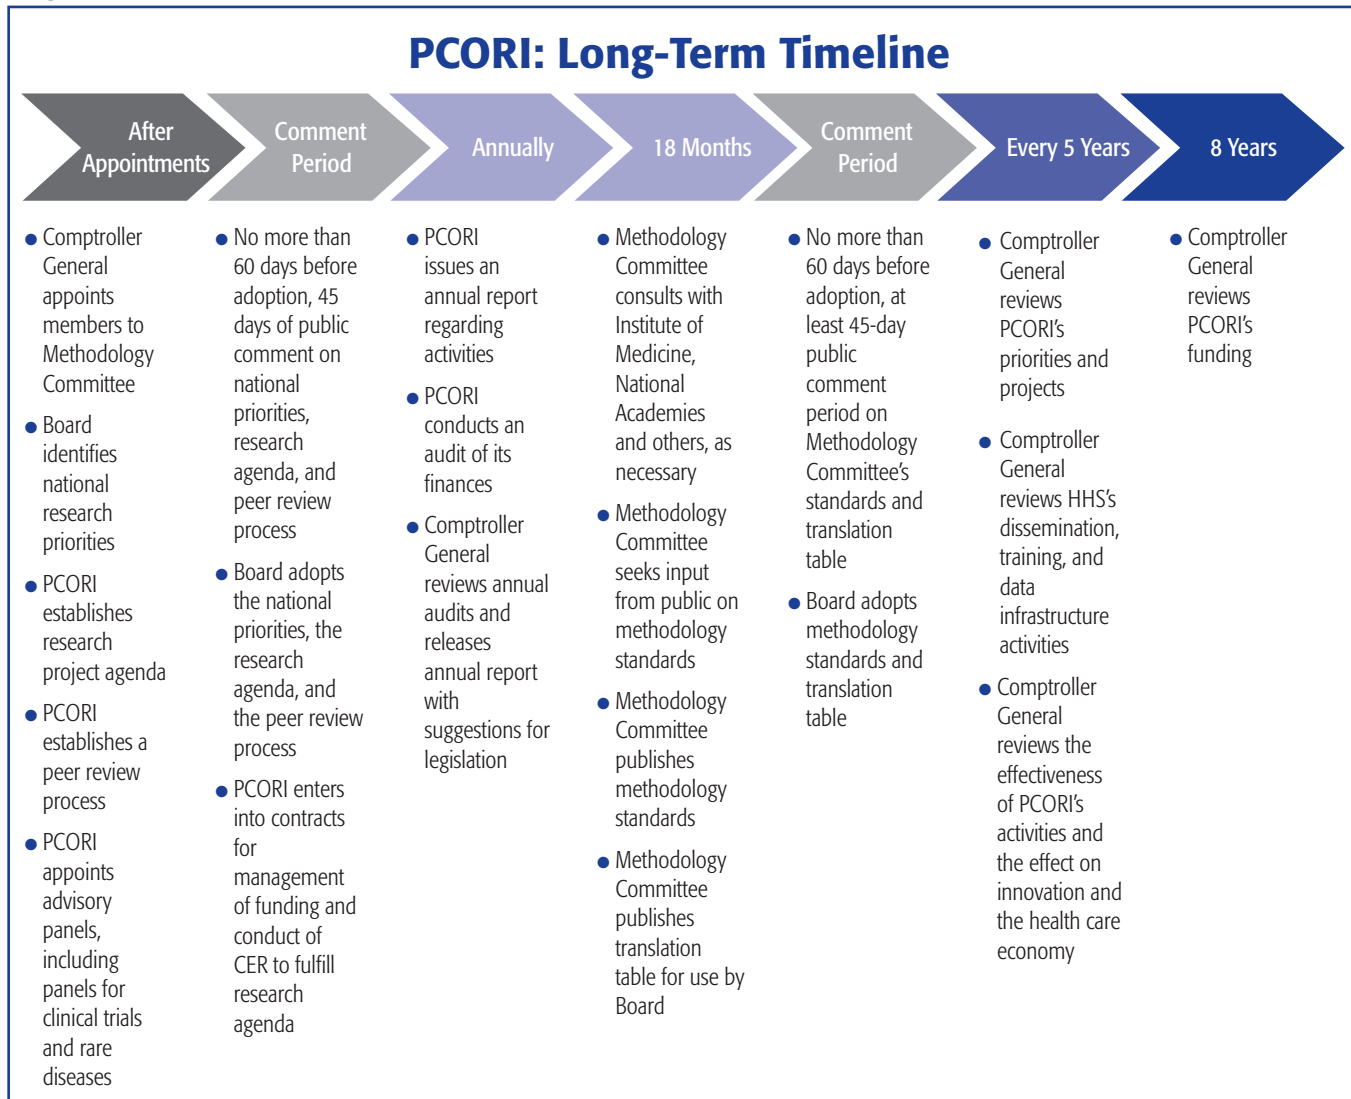 PCORI: Long-Term Timeline
After
Appointments
Comment
Period
Annually
18 Months
Comment
Period
Every 5 Years
8 Years
● Comptroller
General
appoints
members to
Methodology
Committee
● Board
identifies
national
research
priorities
● PCORI
establishes
research
project agenda
● PCORI
establishes a
peer review
process
● PCORI
appoints
advisory
panels,
including
panels for
clinical trials
and rare
diseases
● No more than
60 days before
adoption, 45
days of public
comment on
national
priorities,
research
agenda, and
peer review
process
● Board adopts
the national
priorities, the
research
agenda, and
the peer review
process
● PCORI enters
into contracts
for
management
of funding and
conduct of
CER to fulfill
research
agenda
● PCORI
issues an
annual report
regarding
activities
● PCORI
conducts an
audit of its
finances
● Comptroller
General
reviews annual
audits and
releases
annual report
with
suggestions for
legislation
● Methodology
Committee
consults with
Institute of
Medicine,
National
Academies
and others, as
necessary
● Methodology
Committee
seeks input
from public on
methodology
standards
● Methodology
Committee
publishes
methodology
standards
● Methodology
Committee
publishes
translation
table for use by
Board
● No more than
60 days before
adoption, at
least 45-day
public
comment
period on
Methodology
Committee's
standards and
translation
table
● Board adopts
methodology
standards and
translation
table
● Comptroller
General
reviews
PCORI's
priorities and
projects
● Comptroller
General
reviews HHS's
dissemination,
training, and
data
infrastructure
activities
● Comptroller
General
reviews the
effectiveness
of PCORI's
activities and
the effect on
innovation and
the health care
economy
● Comptroller
General
reviews
PCORI's
funding